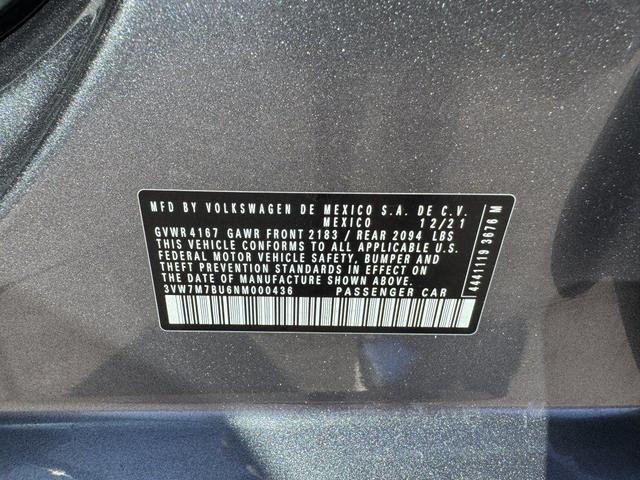 MFD BY VOLKSWAGEN DE MEXICO S.A. DE C.V.
MEXICO 12/21
GVWR 4167 GAWR FRONT 2183 / REAR 2094 LBS
THIS VEHICLE CONFORMS TO ALL APPLICABLE U.S.
FEDERAL MOTOR VEHICLE SAFETY, BUMPER AND
THEFT PREVENTION STANDARDS IN EFFECT ON
THE DATE OF MANUFACTURE SHOWN ABOVE.
3VW7M7BU6NM000436 PASSENGER CAR
4441119 3676 M